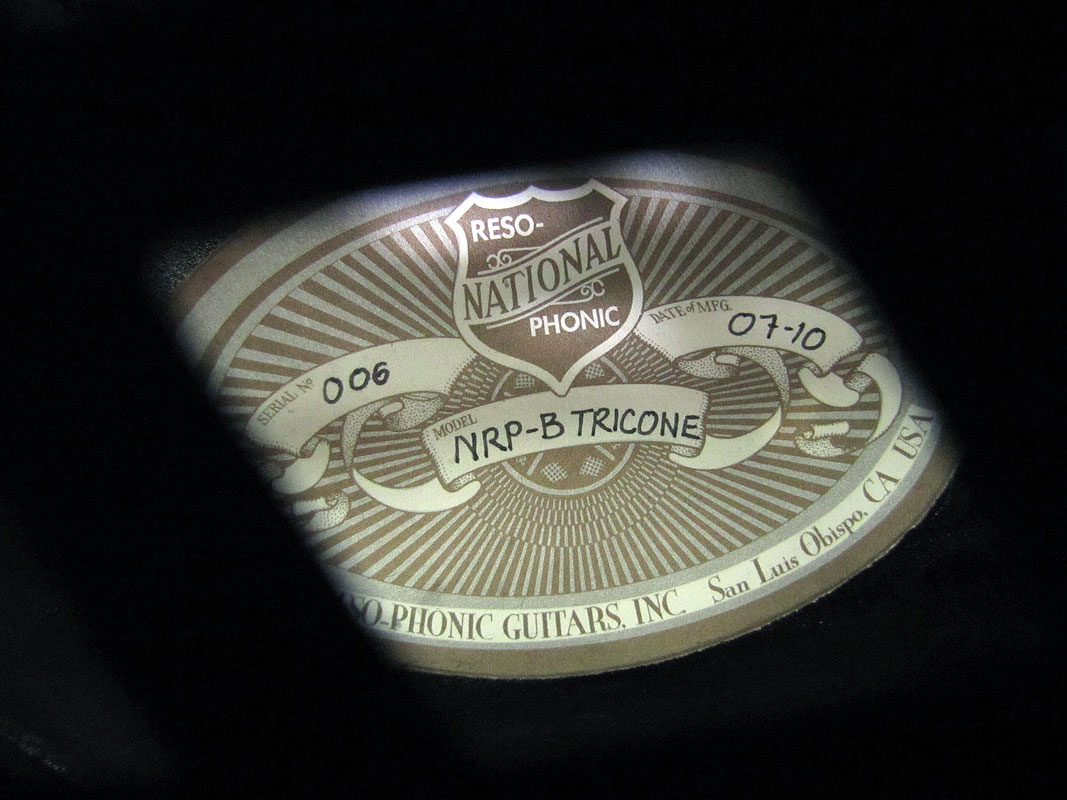 RESO-
NATIONAL
PHONIC
SERIAL Nº 006
DATE of MFG. 07-10
MODEL NRP-B TRICONE
SO-PHONIC GUITARS, INC. San Luis Obispo, CA USA